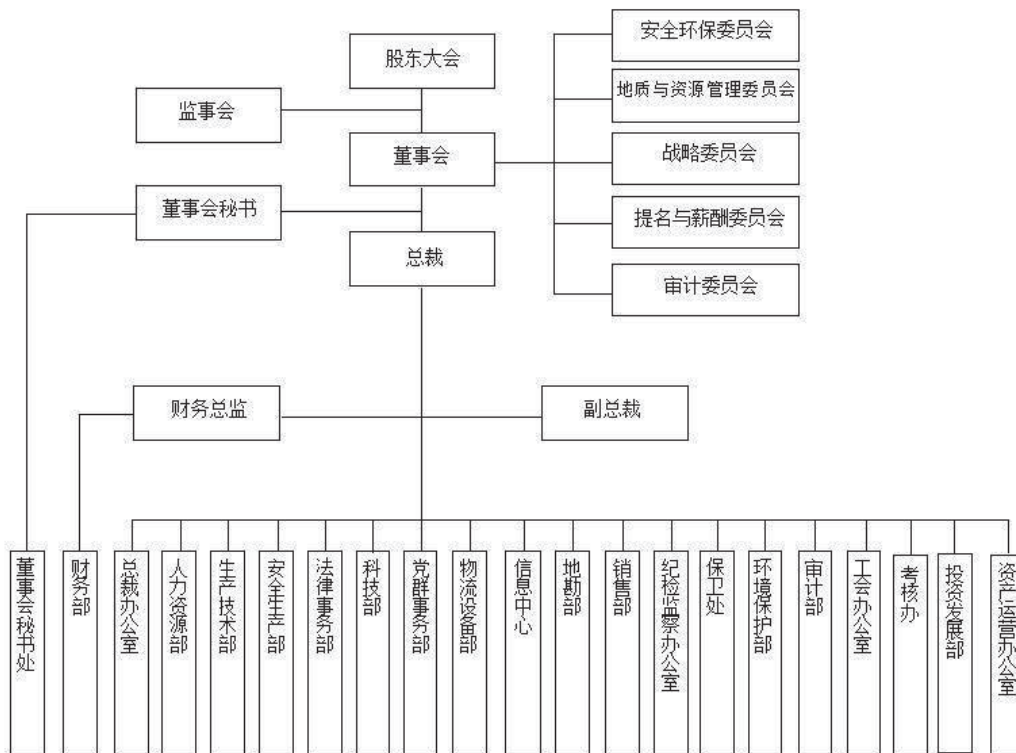 安全环保委员会
股东大会
地质与资源管理委员会
监事会
董事会
战略委员会
董事会秘书
提名与薪酬委员会
总裁
审计委员会
财务总监
副总裁
董事会秘书处
财务部
总裁办公室
人力资源部
生产技术部
安全生产部
法律事务部
科技部
党群事务部
物流设备部
信息中心
地勘部
销售部
纪检监察办公室
保卫处
环境保护部
审计部
工会办公室
考核办
投资发展部
资产运营办公室